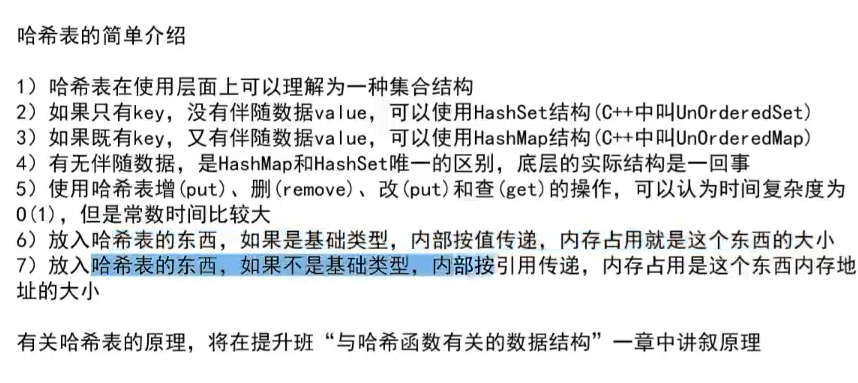 哈希表的简单介绍
1）哈希表在使用层面上可以理解为一种集合结构
2）如果只有key，没有伴随数据value，可以使用HashSet结构(C++中叫UnOrderedSet)
3）如果既有key，又有伴随数据value，可以使用HashMap结构(C++中叫UnOrderedMap)
4）有无伴随数据，是HashMap和HashSet唯一的区别，底层的实际结构是一回事
5）使用哈希表增(put)、删(remove)、改(put)和查(get)的操作，可以认为时间复杂度为
O(1)，但是常数时间比较大
6）放入哈希表的东西，如果是基础类型，内部按值传递，内存占用就是这个东西的大小
7）放入哈希表的东西，如果不是基础类型，内部按引用传递，内存占用是这个东西内存地
址的大小
有关哈希表的原理，将在提升班“与哈希函数有关的数据结构”一章中讲叙原理